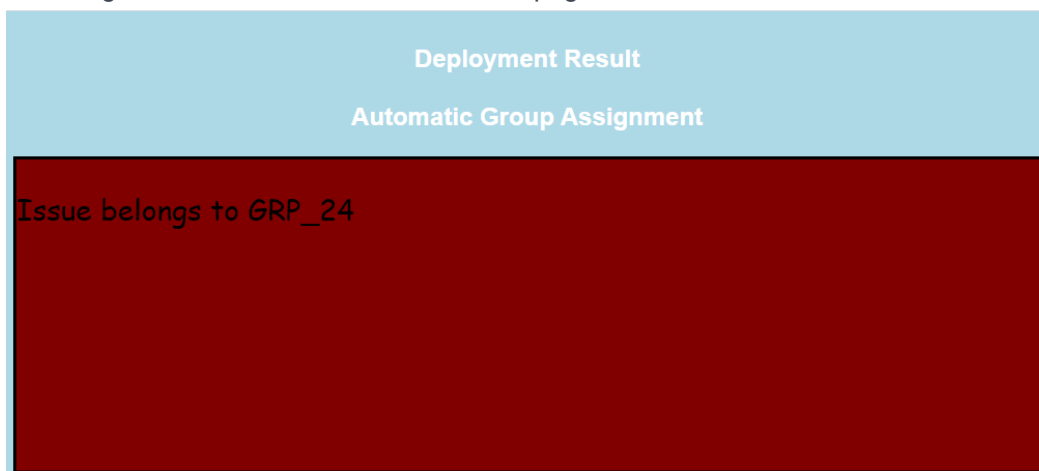 Deployment Result
Automatic Group Assignment
Issue belongs to GRP_24